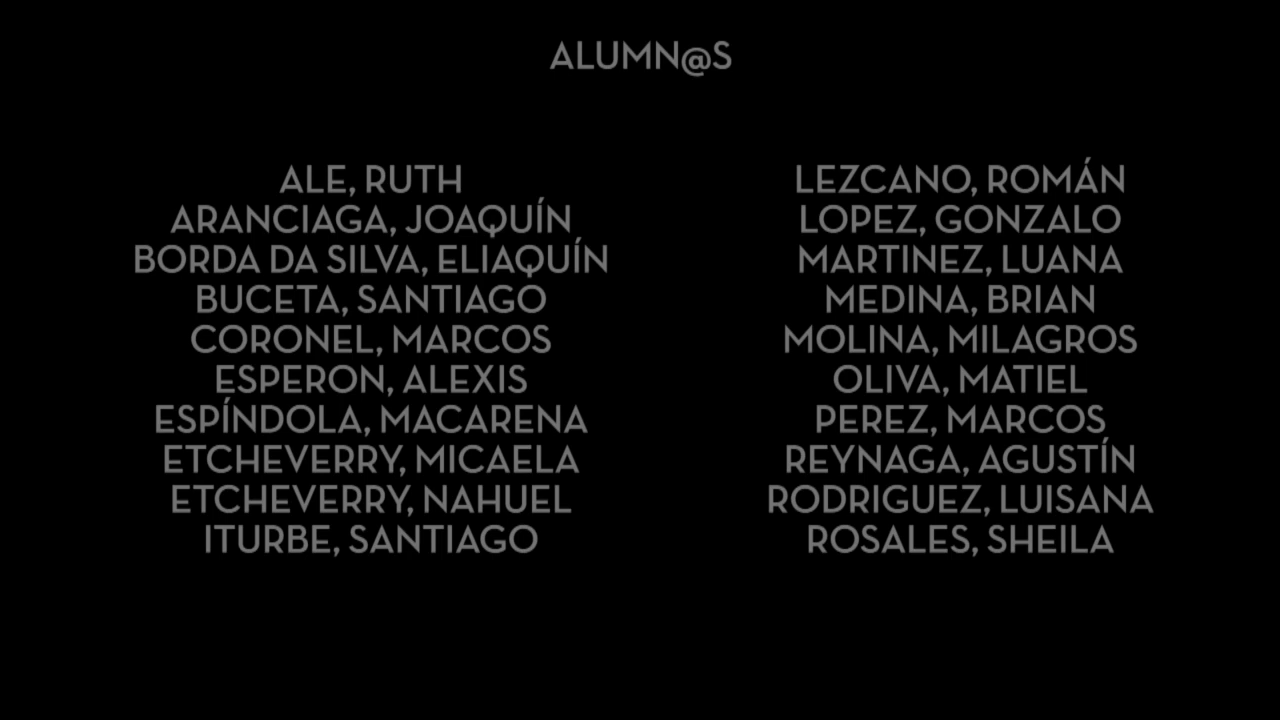 ALUMN@S
ALE, RUTH
ARANCIAGA, JOAQUÍN
BORDA DA SILVA, ELIAQUÍN
BUCETA, SANTIAGO
CORONEL, MARCOS
ESPERON, ALEXIS
ESPÍNDOLA, MACARENA
ETCHEVERRY, MICAELA
ETCHEVERRY, NAHUEL
ITURBE, SANTIAGO
LEZCANO, ROMÁN
LOPEZ, GONZALO
MARTINEZ, LUANA
MEDINA, BRIAN
MOLINA, MILAGROS
OLIVA, MATIEL
PEREZ, MARCOS
REYNAGA, AGUSTÍN
RODRIGUEZ, LUISANA
ROSALES, SHEILA